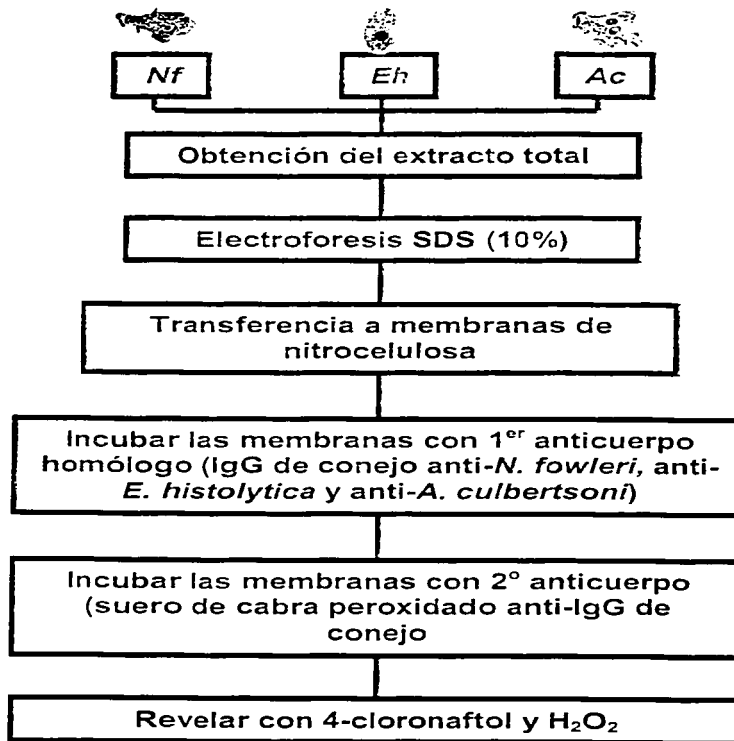 Nf Eh Ac
Obtención del extracto total
Electroforesis SDS (10%)
Transferencia a membranas de
nitrocelulosa
Incubar las membranas con 1er anticuerpo
homólogo (IgG de conejo anti-N. fowleri, anti-
E. histolytica y anti-A. culbertsoni)
Incubar las membranas con 2° anticuerpo
(suero de cabra peroxidado anti-IgG de
conejo
Revelar con 4-cloronaftol y H₂O₂